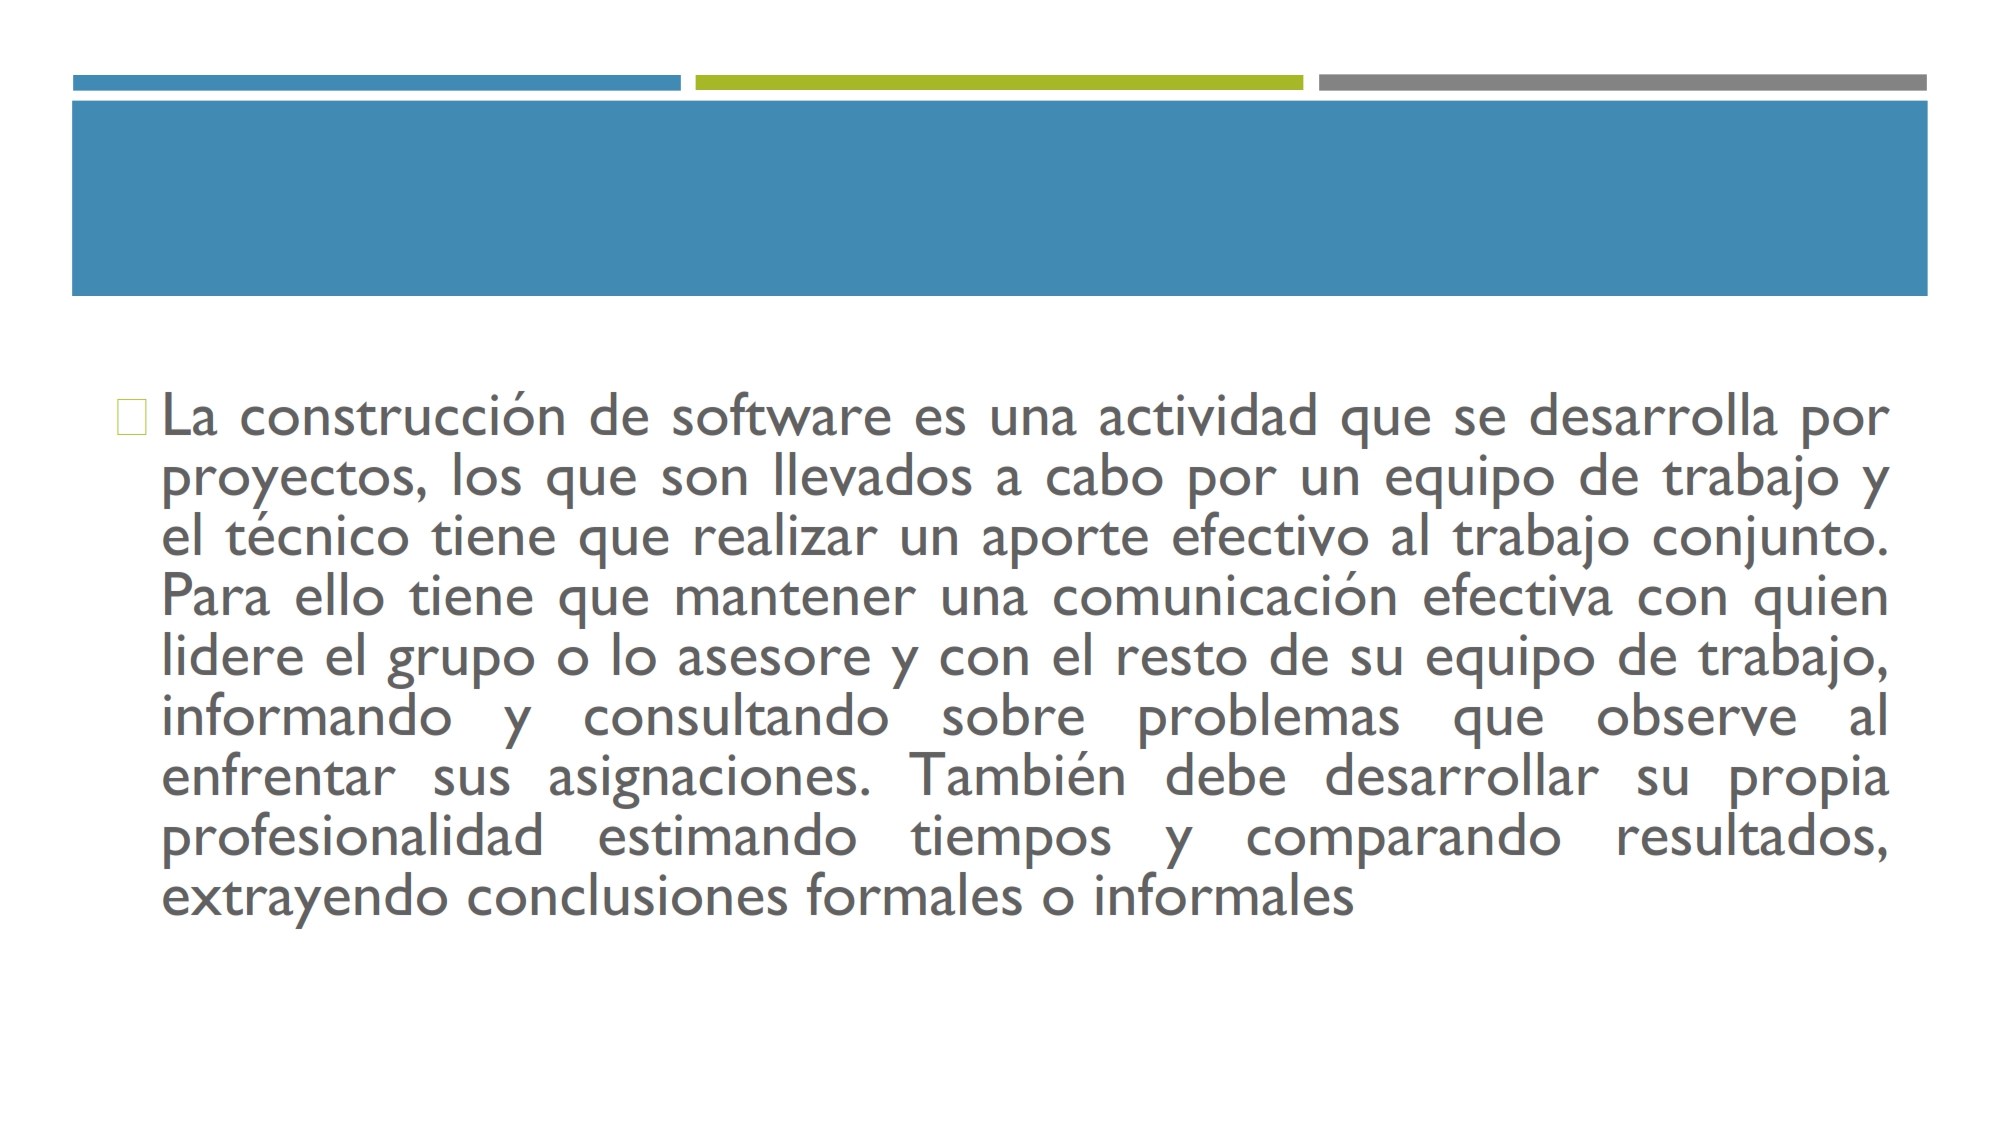 La construcción de software es una actividad que se desarrolla por
proyectos, los que son llevados a cabo por un equipo de trabajo y
el técnico tiene que realizar un aporte efectivo al trabajo conjunto.
Para ello tiene que mantener una comunicación efectiva con quien
lidere el grupo o lo asesore y con el resto de su equipo de trabajo,
informando y consultando sobre problemas que observe al
enfrentar sus asignaciones. También debe desarrollar su propia
profesionalidad estimando tiempos y comparando resultados,
extrayendo conclusiones formales o informales